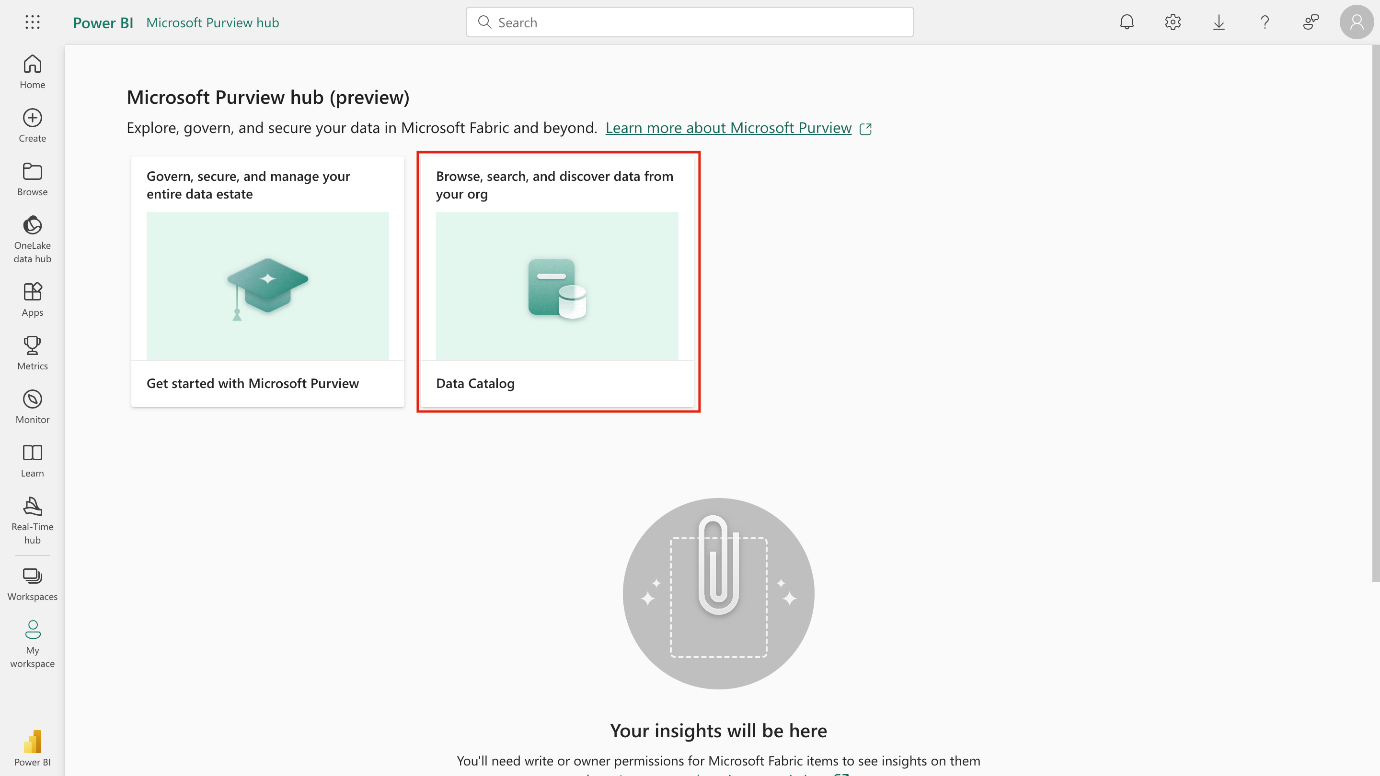 Power BI Microsoft Purview hub
Search
Home
Create
Browse
OneLake
data hub
Apps
Metrics
Monitor
Learn
Real-Time
hub
Workspaces
My
workspace
Power BI
Microsoft Purview hub (preview)
Explore, govern, and secure your data in Microsoft Fabric and beyond. Learn more about Microsoft Purview
Govern, secure, and manage your
entire data estate
Get started with Microsoft Purview
Browse, search, and discover data from
your org
Data Catalog
Your insights will be here
You'll need write or owner permissions for Microsoft Fabric items to see insights on them